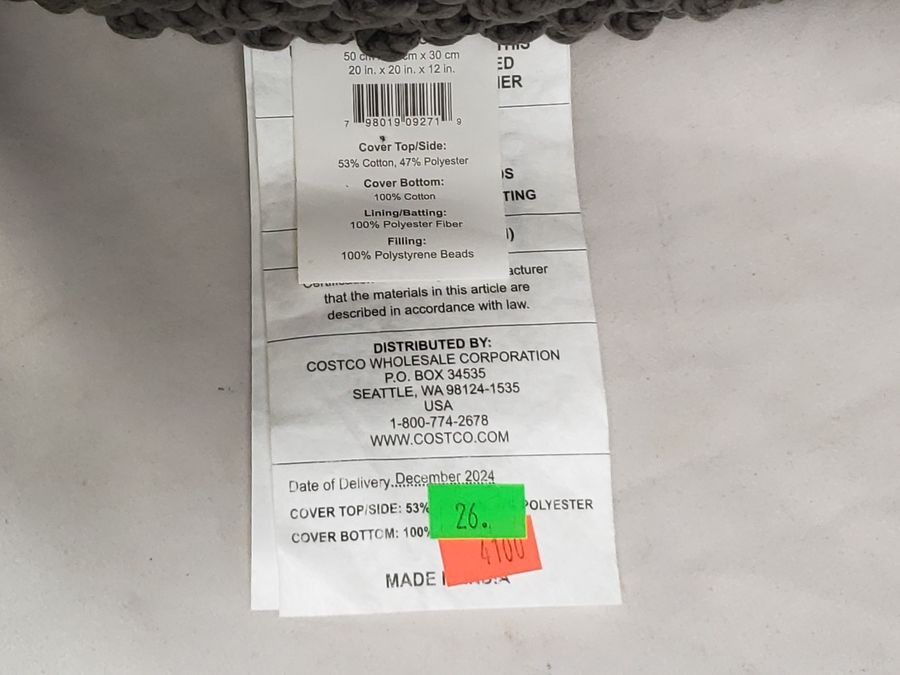 50 cm x 30 cm
20 in. x 20 in. x 12 in.
7 98019 09271 9
Cover Top/Side:
53% Cotton, 47% Polyester
Cover Bottom:
100% Cotton
Lining/Batting:
100% Polyester Fiber
Filling:
100% Polystyrene Beads
that the materials in this article are
described in accordance with law.
DISTRIBUTED BY:
COSTCO WHOLESALE CORPORATION
P.O. BOX 34535
SEATTLE, WA 98124-1535
USA
1-800-774-2678
WWW.COSTCO.COM
Date of Delivery December 2024
COVER TOP/SIDE: 53% POLYESTER
COVER BOTTOM: 100%
26.
4100
MADE